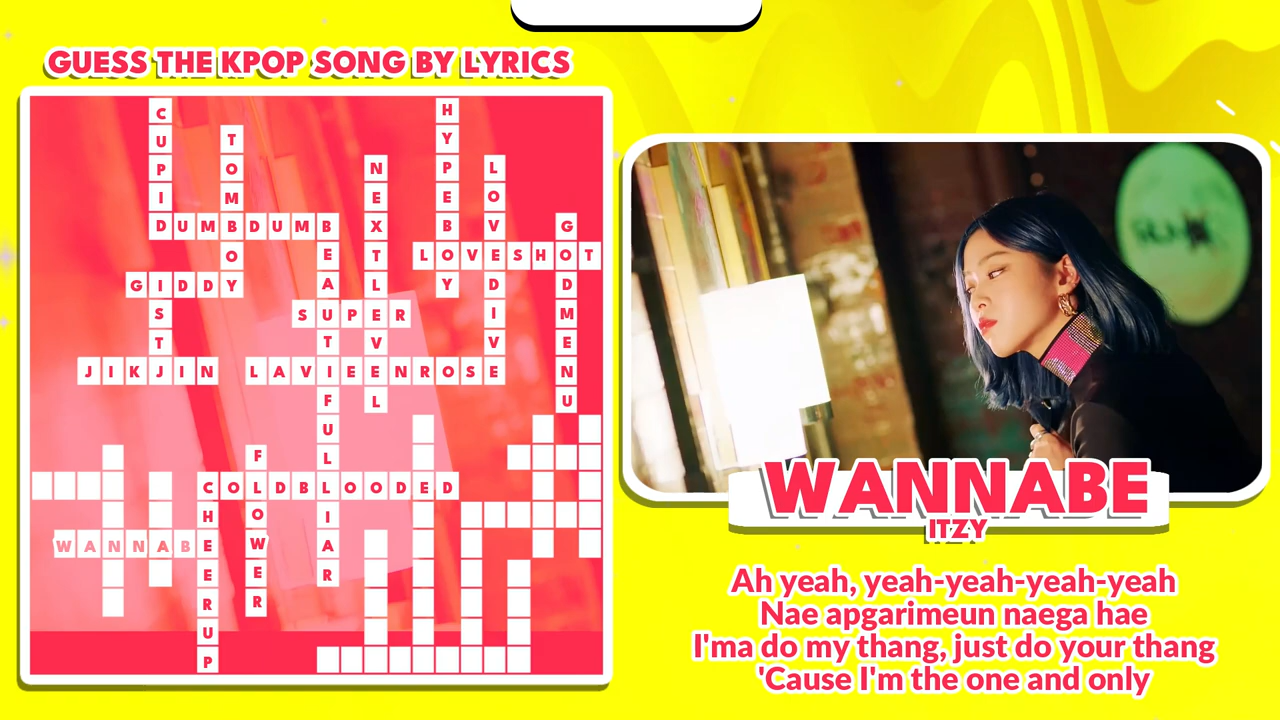 GUESS THE KPOP SONG BY LYRICS
CUPID
TOMBOY
HYPEBOY
NEXTLEVEL
LOVEDIVE
DUMBDUMB
BEAUTIFULLIAR
GODMENU
LOVESHOT
GIDDY
IST
SUPER
JIKJIN
LAVIEENROSE
FLOWER
COLDBLOODED
CHEERUP
WANNABE
WANNABE
ITZY
Ah yeah, yeah-yeah-yeah-yeah
Nae apgarimeun naega hae
I'ma do my thang, just do your thang
'Cause I'm the one and only